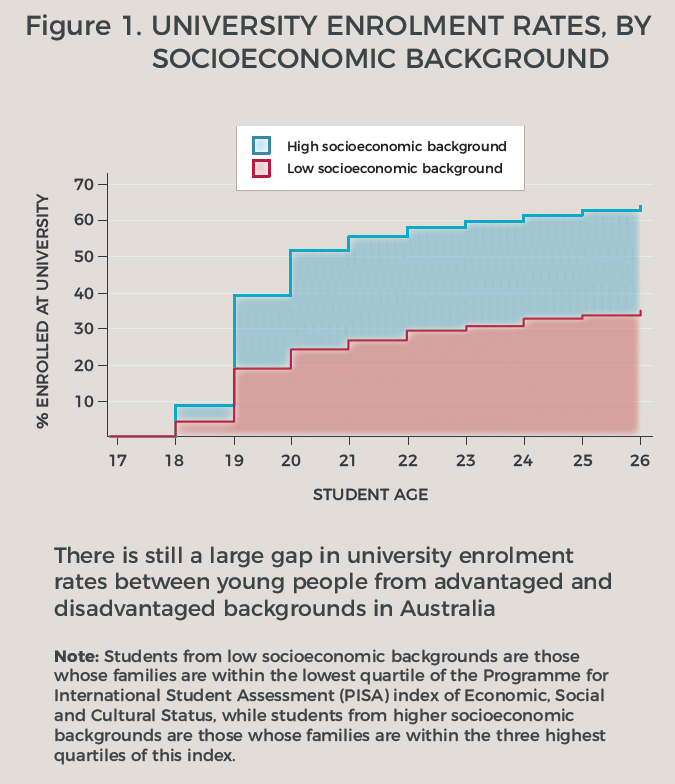 Figure 1. UNIVERSITY ENROLMENT RATES, BY
SOCIOECONOMIC BACKGROUND
High socioeconomic background
Low socioeconomic background
% ENROLLED AT UNIVERSITY
70
60
50
40
30
20
10
17 18 19 20 21 22 23 24 25 26
STUDENT AGE
There is still a large gap in university enrolment
rates between young people from advantaged and
disadvantaged backgrounds in Australia
Note: Students from low socioeconomic backgrounds are those
whose families are within the lowest quartile of the Programme for
International Student Assessment (PISA) index of Economic, Social
and Cultural Status, while students from higher socioeconomic
backgrounds are those whose families are within the three highest
quartiles of this index.